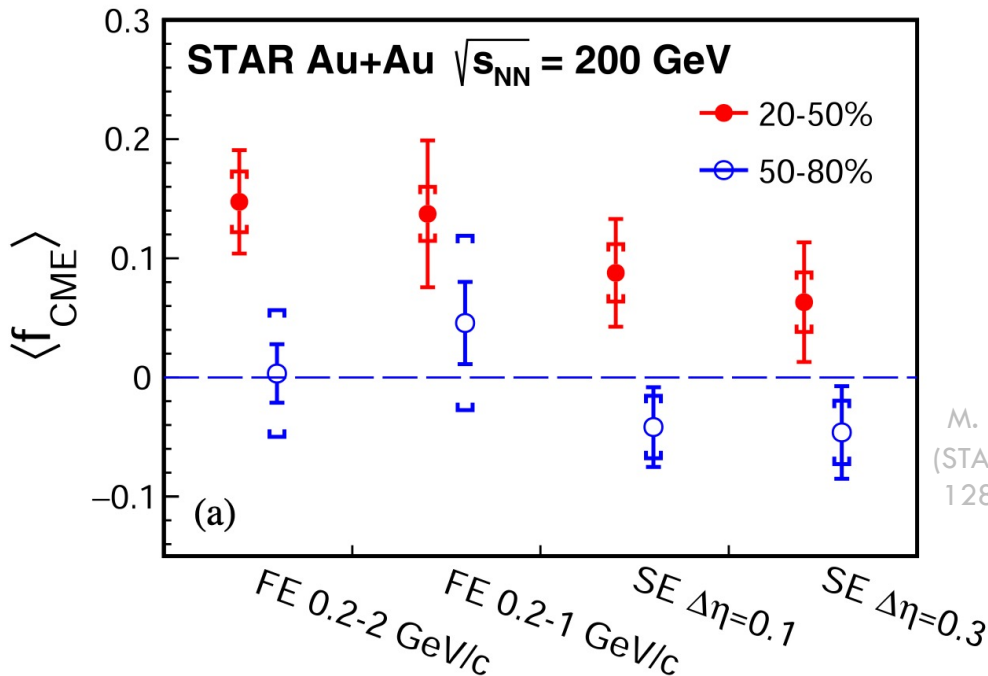 0.3
STAR Au+Au √sNN = 200 GeV
20-50%
0.2
50-80%
⟨fCME⟩
0.1
0
−0.1
(a)
M.
(STA
128
FE 0.2-2 GeV/c
FE 0.2-1 GeV/c
SE Δη=0.1
SE Δη=0.3